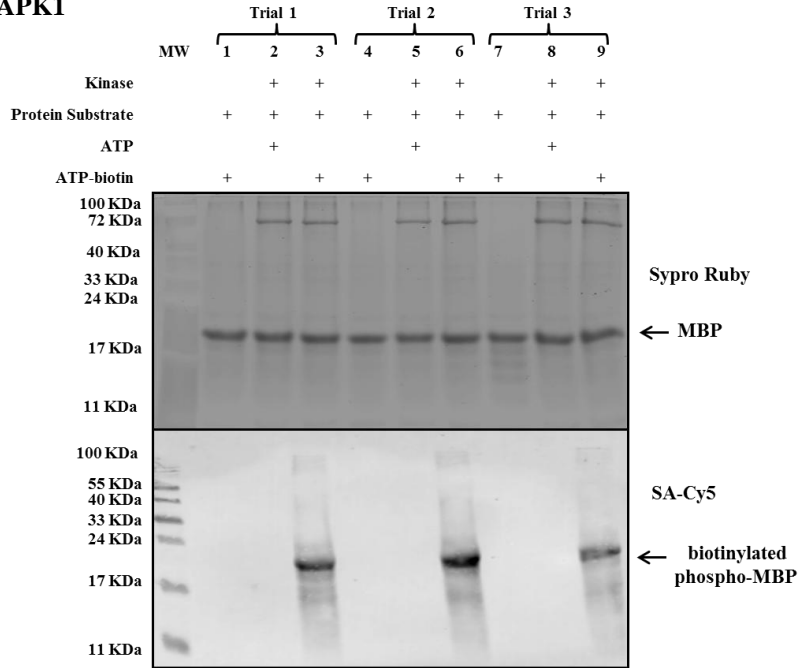 APK1
Trial 1 Trial 2 Trial 3
MW 1 2 3 4 5 6 7 8 9
Kinase + + + + + +
Protein Substrate + + + + + + + + +
ATP + + +
ATP-biotin + + + + + +
100 KDa
72 KDa
40 KDa
33 KDa
24 KDa
17 KDa
11 KDa
Sypro Ruby
MBP
100 KDa
55 KDa
40 KDa
33 KDa
24 KDa
17 KDa
11 KDa
SA-Cy5
biotinylated
phospho-MBP